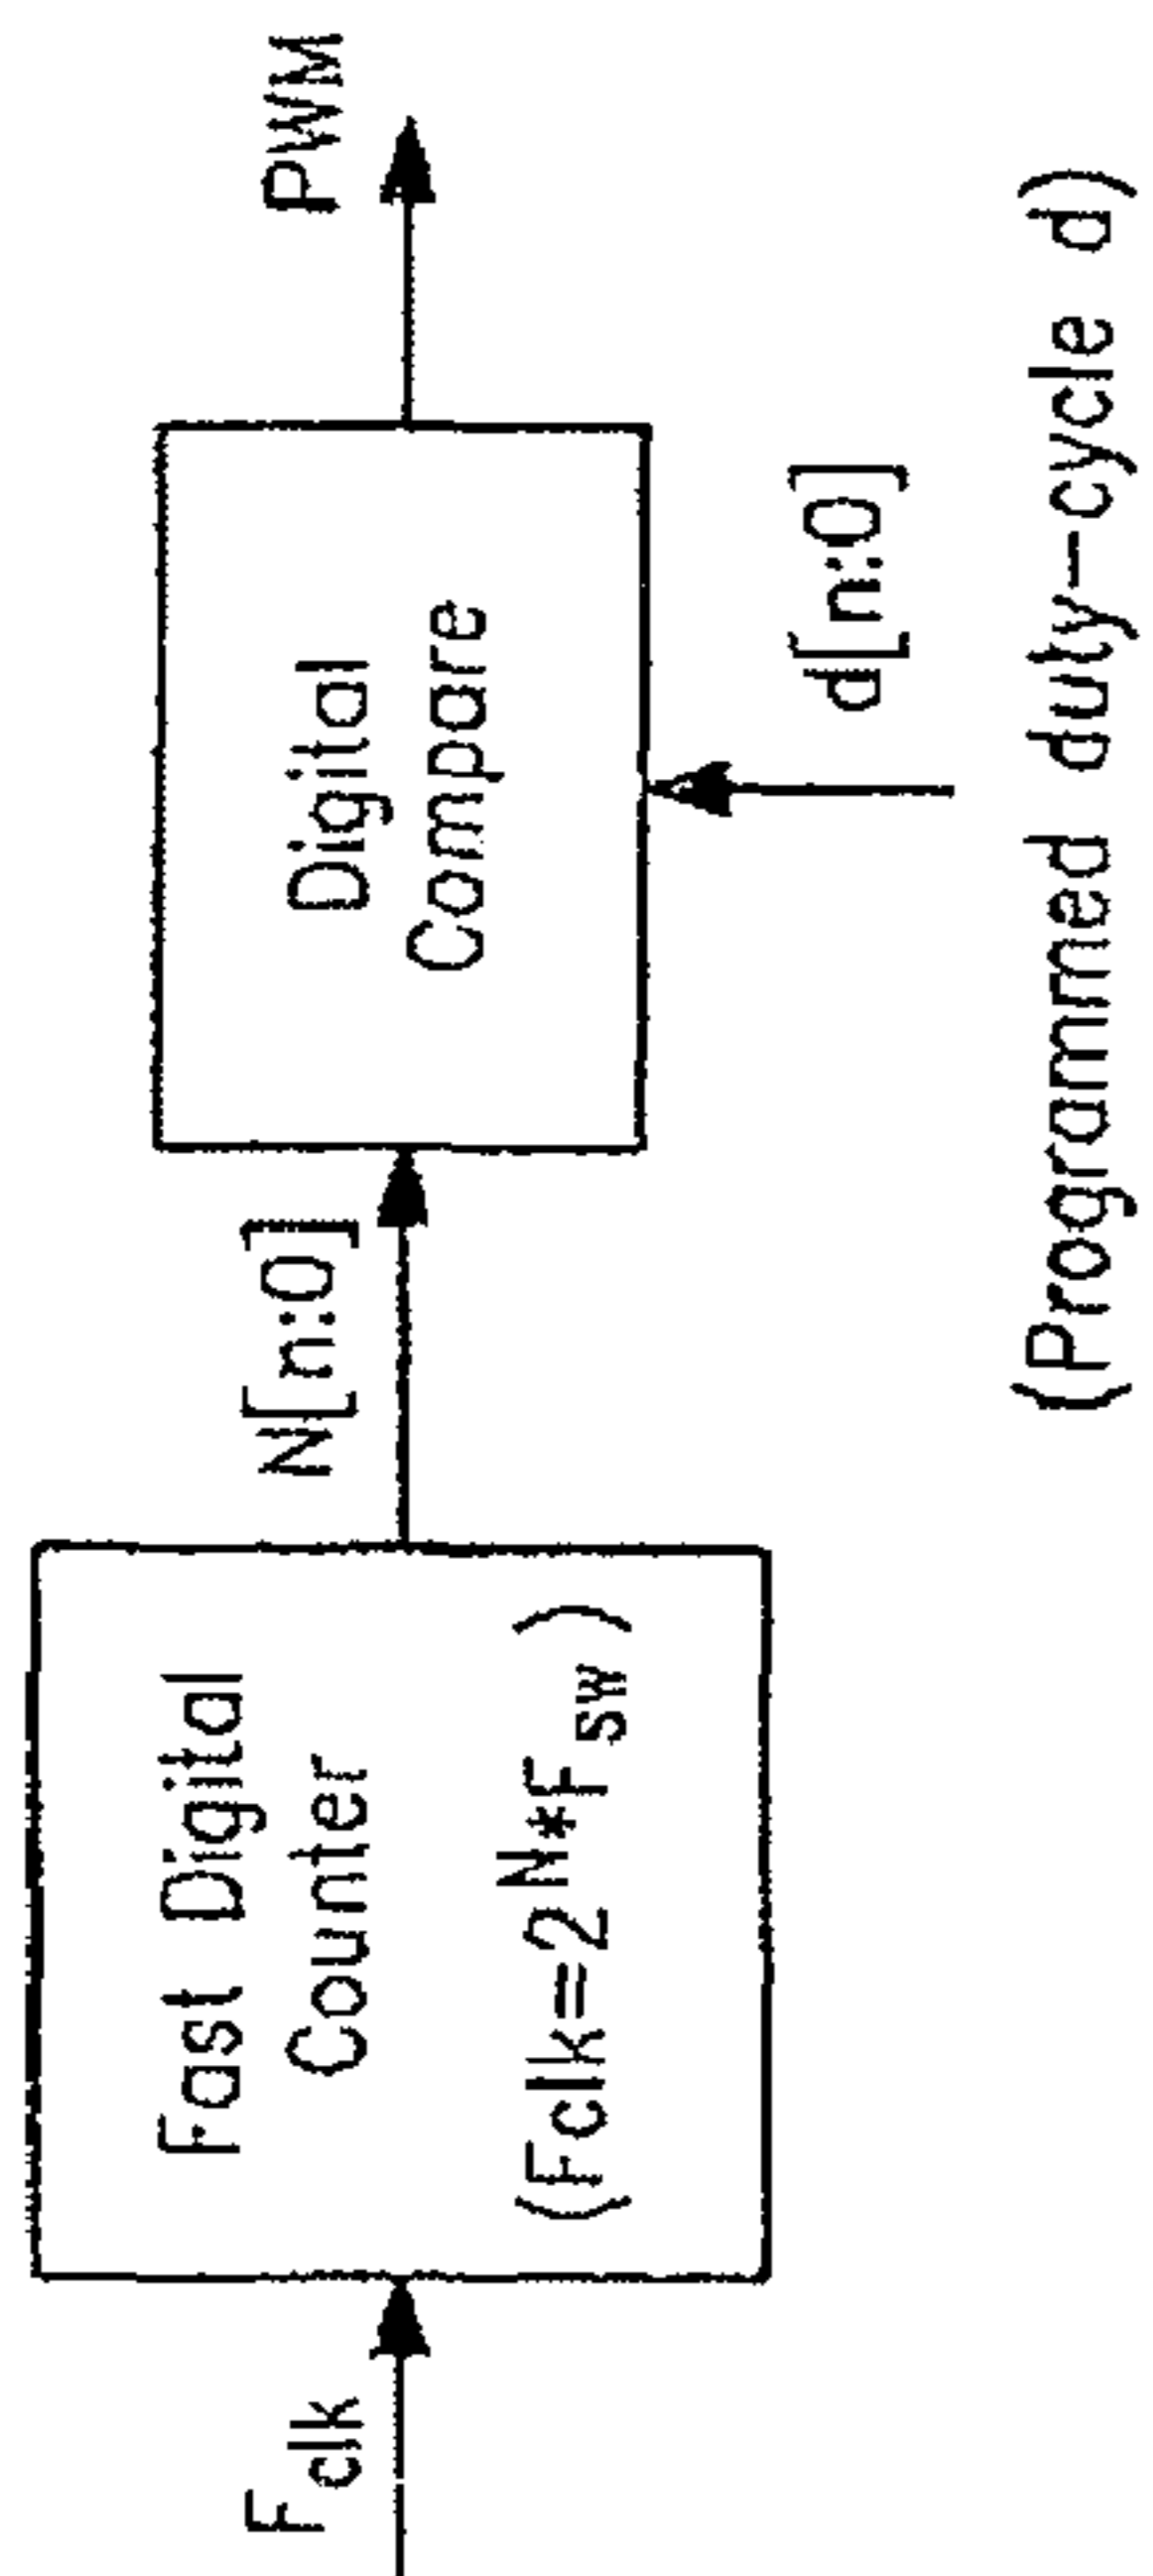 F_clk
Fast Digital
Counter
(Fclk=2^N*F_sw)
N[n:0]
Digital
Compare
PWM
d[n:0]
(Programmed duty-cycle d)